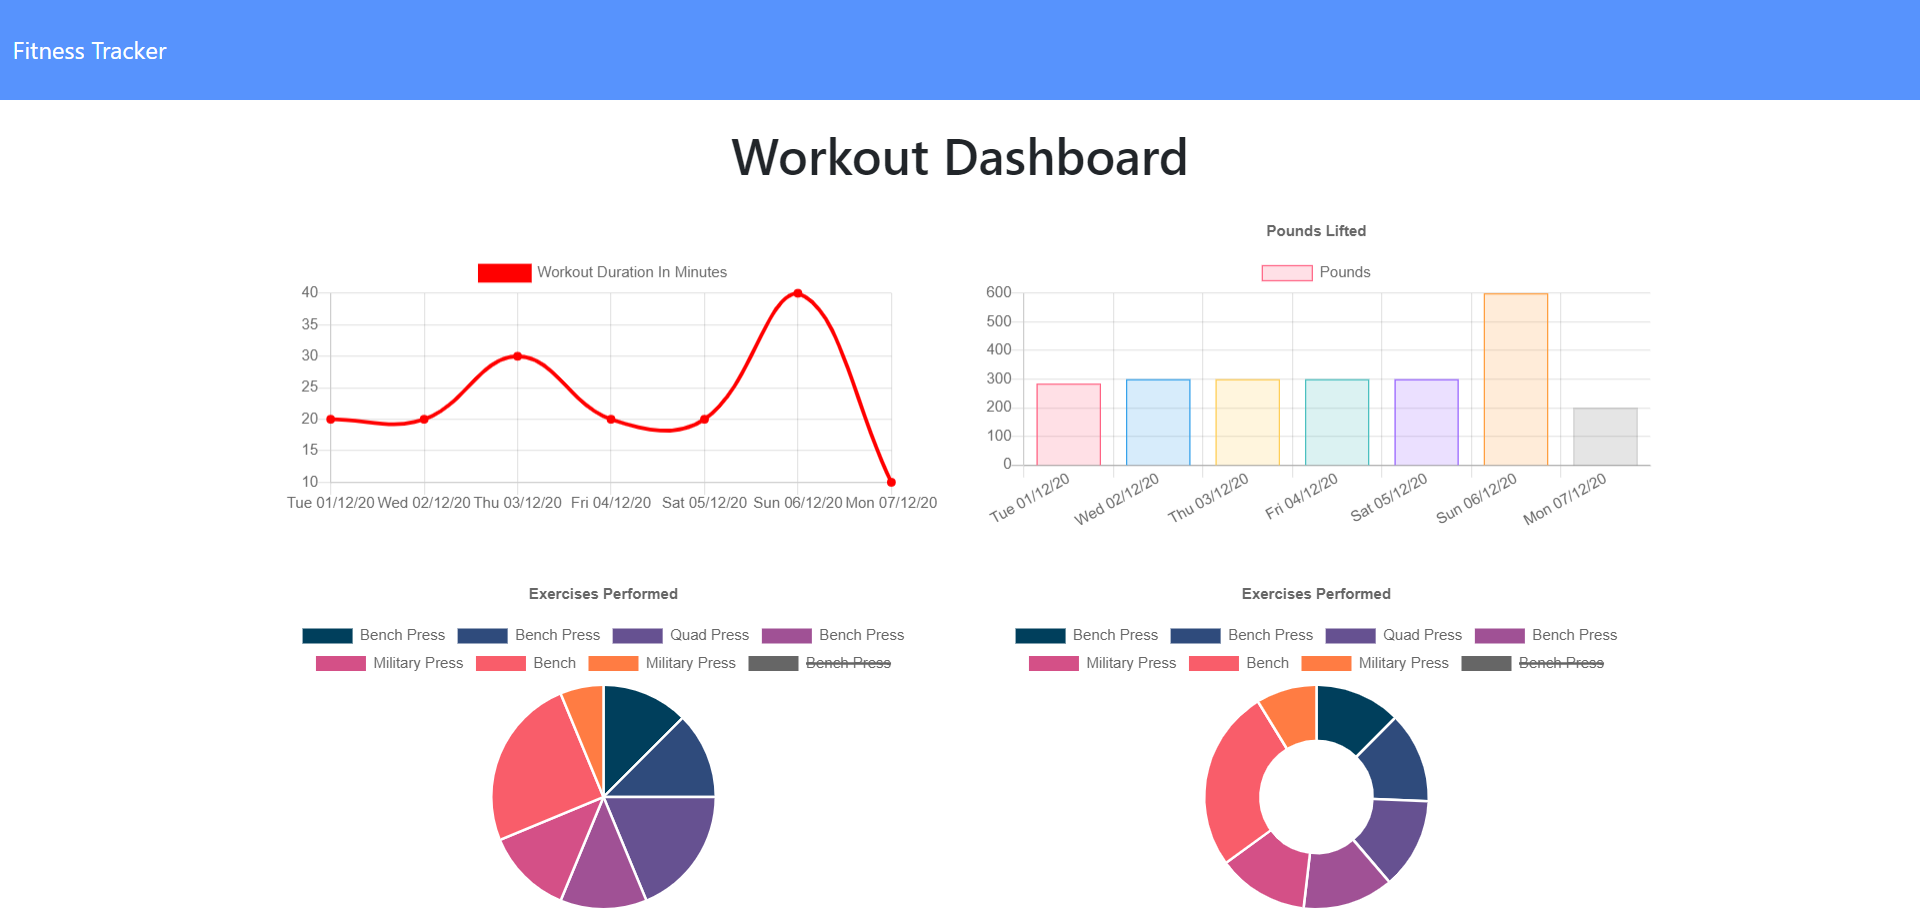 Fitness Tracker
Workout Dashboard
Workout Duration In Minutes
40
35
30
25
20
15
10
Tue 01/12/20 Wed 02/12/20 Thu 03/12/20 Fri 04/12/20 Sat 05/12/20 Sun 06/12/20 Mon 07/12/20
Pounds Lifted
Pounds
600
500
400
300
200
100
0
Tue 01/12/20 Wed 02/12/20 Thu 03/12/20 Fri 04/12/20 Sat 05/12/20 Sun 06/12/20 Mon 07/12/20
Exercises Performed
Bench Press Bench Press Quad Press Bench Press
Military Press Bench Military Press Bench Press
Exercises Performed
Bench Press Bench Press Quad Press Bench Press
Military Press Bench Military Press Bench Press